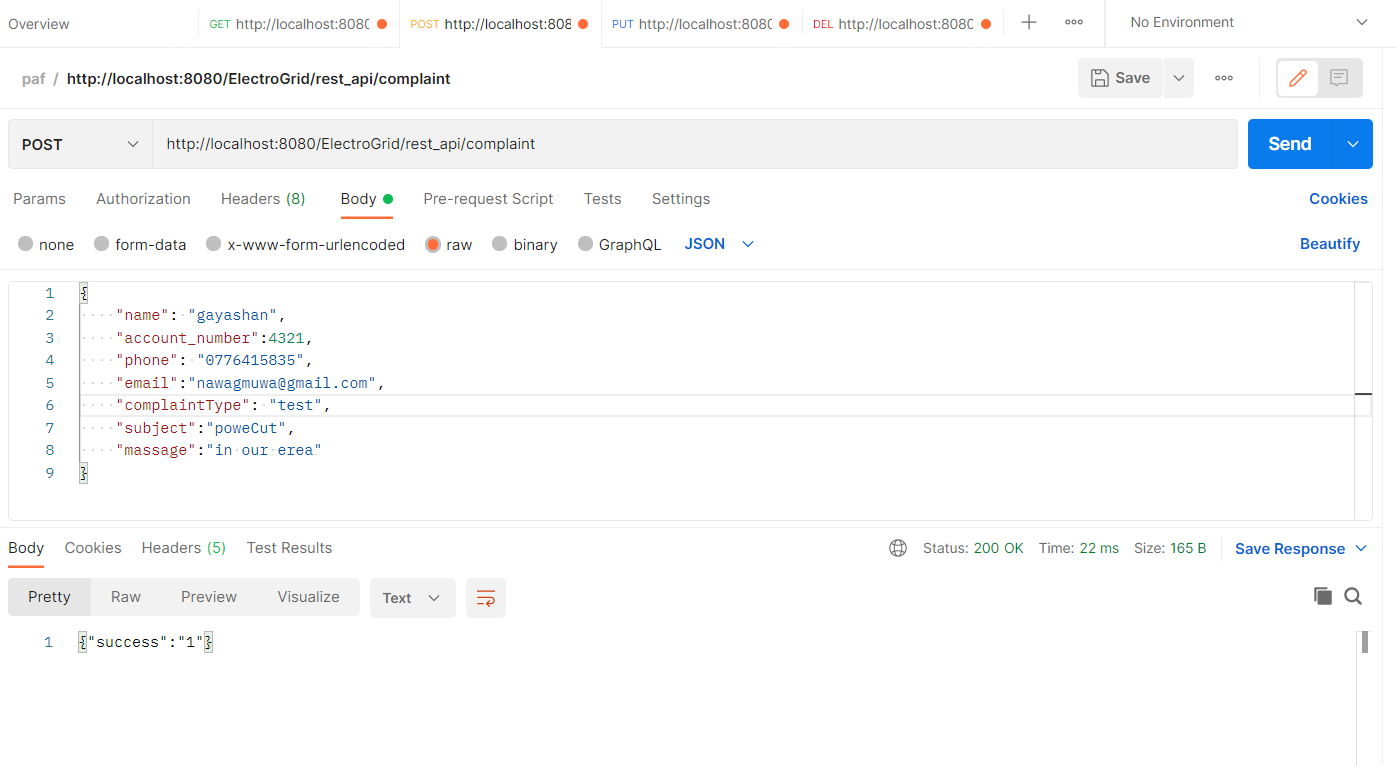 Overview
GET http://localhost:8080
POST http://localhost:808
PUT http://localhost:8080
DEL http://localhost:8080
No Environment
paf / http://localhost:8080/ElectroGrid/rest_api/complaint
Save
POST http://localhost:8080/ElectroGrid/rest_api/complaint Send
Params Authorization Headers (8) Body Pre-request Script Tests Settings Cookies
none form-data x-www-form-urlencoded raw binary GraphQL JSON Beautify
1 {
2 "name": "gayashan",
3 "account_number":4321,
4 "phone": "0776415835",
5 "email":"nawagmuwa@gmail.com",
6 "complaintType": "test",
7 "subject":"poweCut",
8 "massage":"in our erea"
9 }
Body Cookies Headers (5) Test Results Status: 200 OK Time: 22 ms Size: 165 B Save Response
Pretty Raw Preview Visualize Text
1 {"success":"1"}